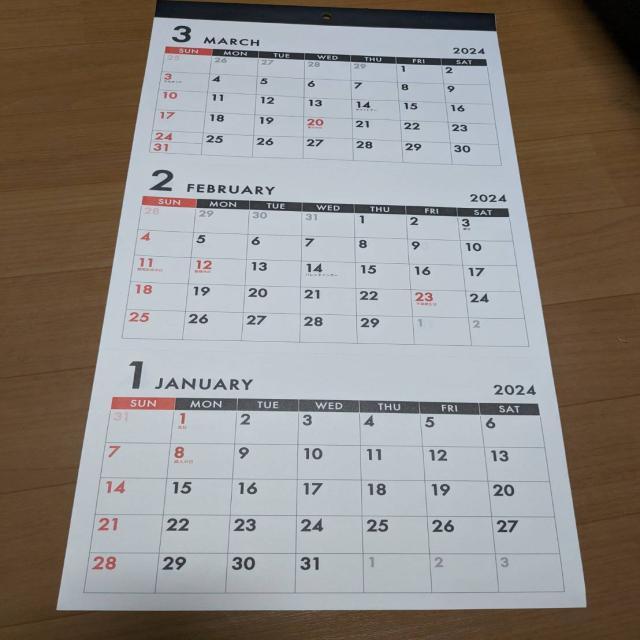 3 MARCH 2024
SUN MON TUE WED THU FRI SAT
25 26 27 28 29 1 2
3 4 5 6 7 8 9
10 11 12 13 14 15 16
17 18 19 20 21 22 23
24 25 26 27 28 29 30
31
2 FEBRUARY 2024
SUN MON TUE WED THU FRI SAT
28 29 30 31 1 2 3
4 5 6 7 8 9 10
11 12 13 14 15 16 17
18 19 20 21 22 23 24
25 26 27 28 29 1 2
1 JANUARY 2024
SUN MON TUE WED THU FRI SAT
31 1 2 3 4 5 6
7 8 9 10 11 12 13
14 15 16 17 18 19 20
21 22 23 24 25 26 27
28 29 30 31 1 2 3